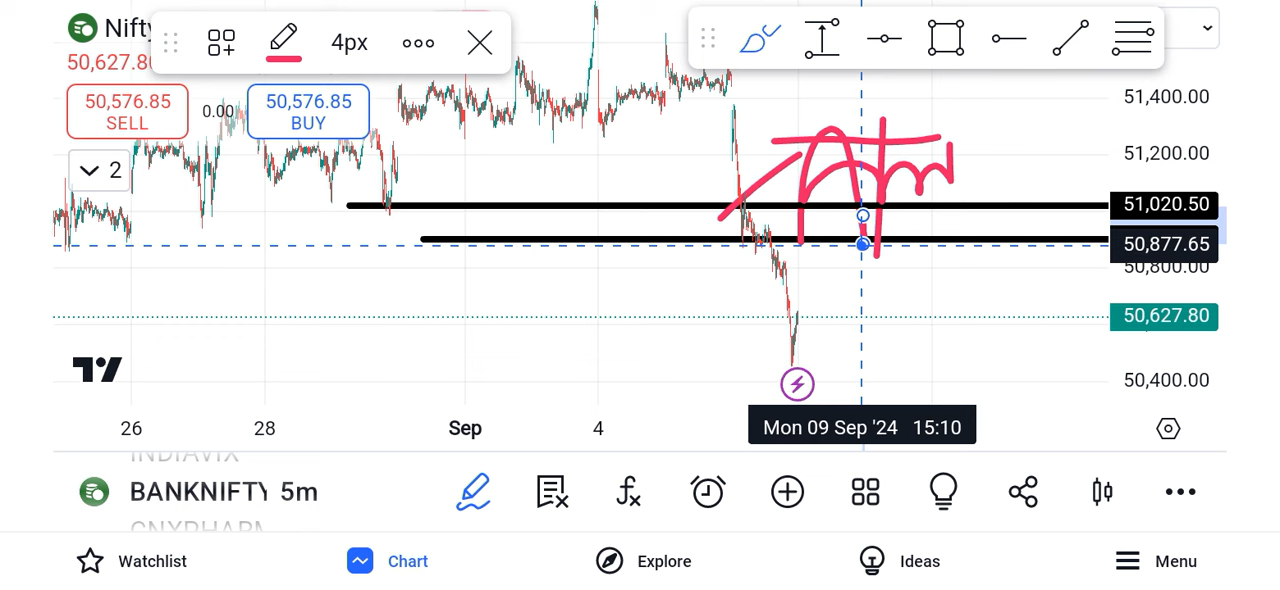 Nifty
4px
50,627.80
50,576.85
SELL
0.00
50,576.85
BUY
2
51,400.00
51,200.00
51,020.50
50,877.65
50,800.00
50,627.80
50,400.00
26
28
Sep
4
Mon 09 Sep '24 15:10
INDIAVIX
BANKNIFTY 5m
CNXPHARM
Watchlist
Chart
Explore
Ideas
Menu